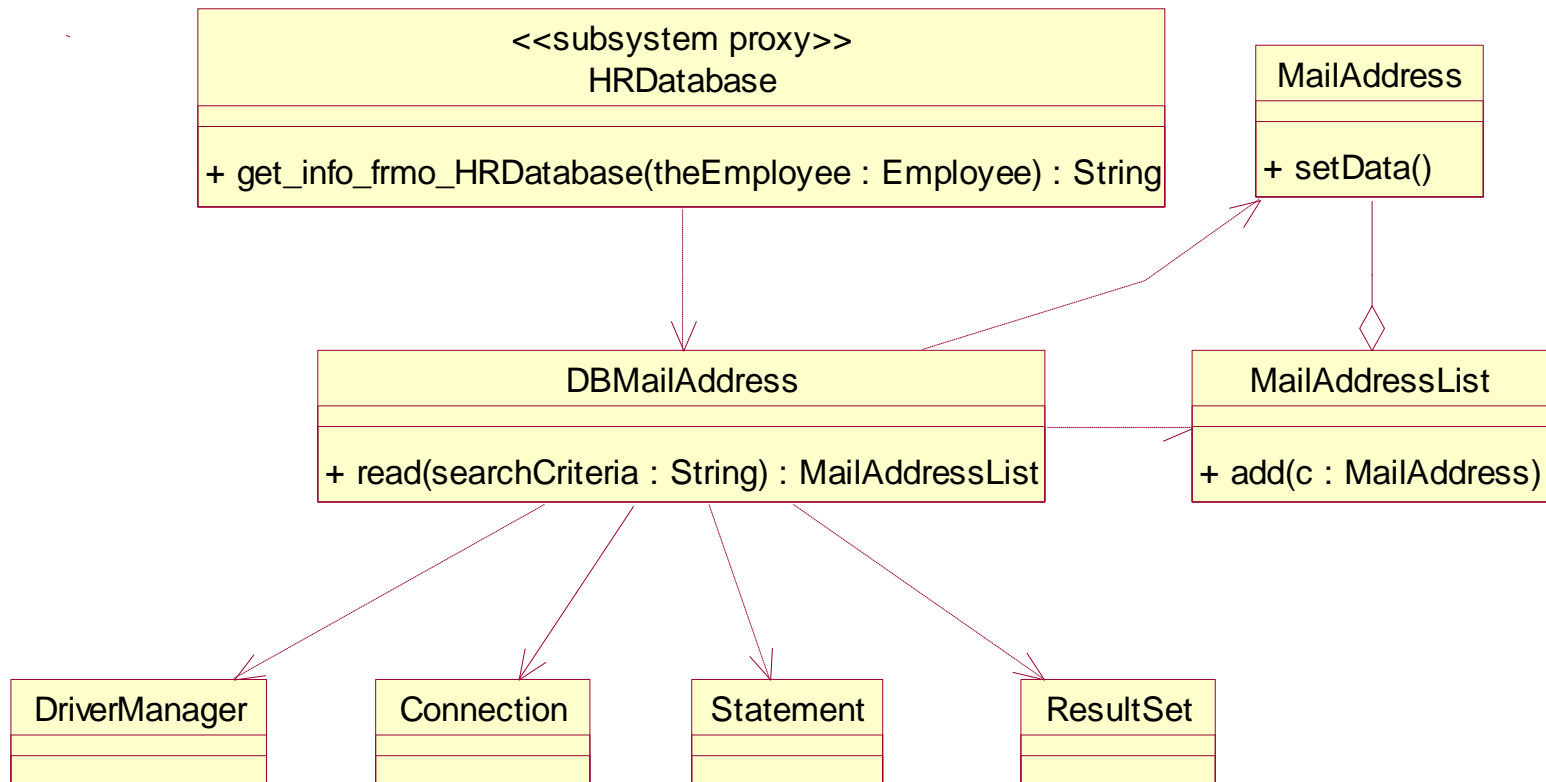 <<subsystem proxy>>
HRDatabase
+ get_info_frmo_HRDatabase(theEmployee : Employee) : String
MailAddress
+ setData()
DBMailAddress
+ read(searchCriteria : String) : MailAddressList
MailAddressList
+ add(c : MailAddress)
DriverManager
Connection
Statement
ResultSet